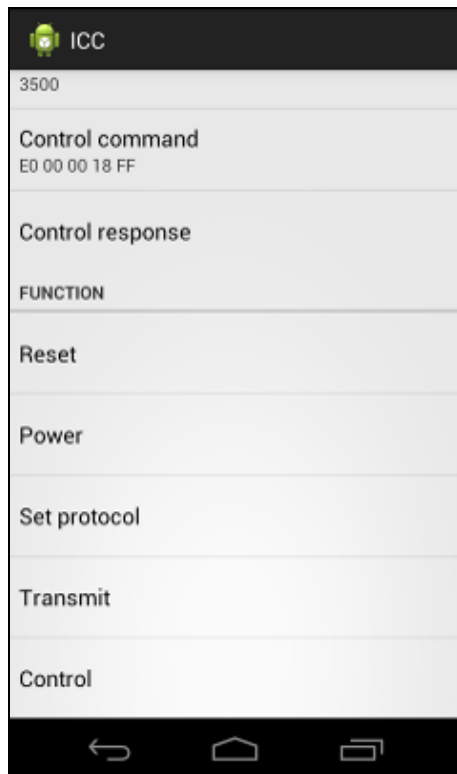 ICC
3500
Control command
E0 00 00 18 FF
Control response
FUNCTION
Reset
Power
Set protocol
Transmit
Control